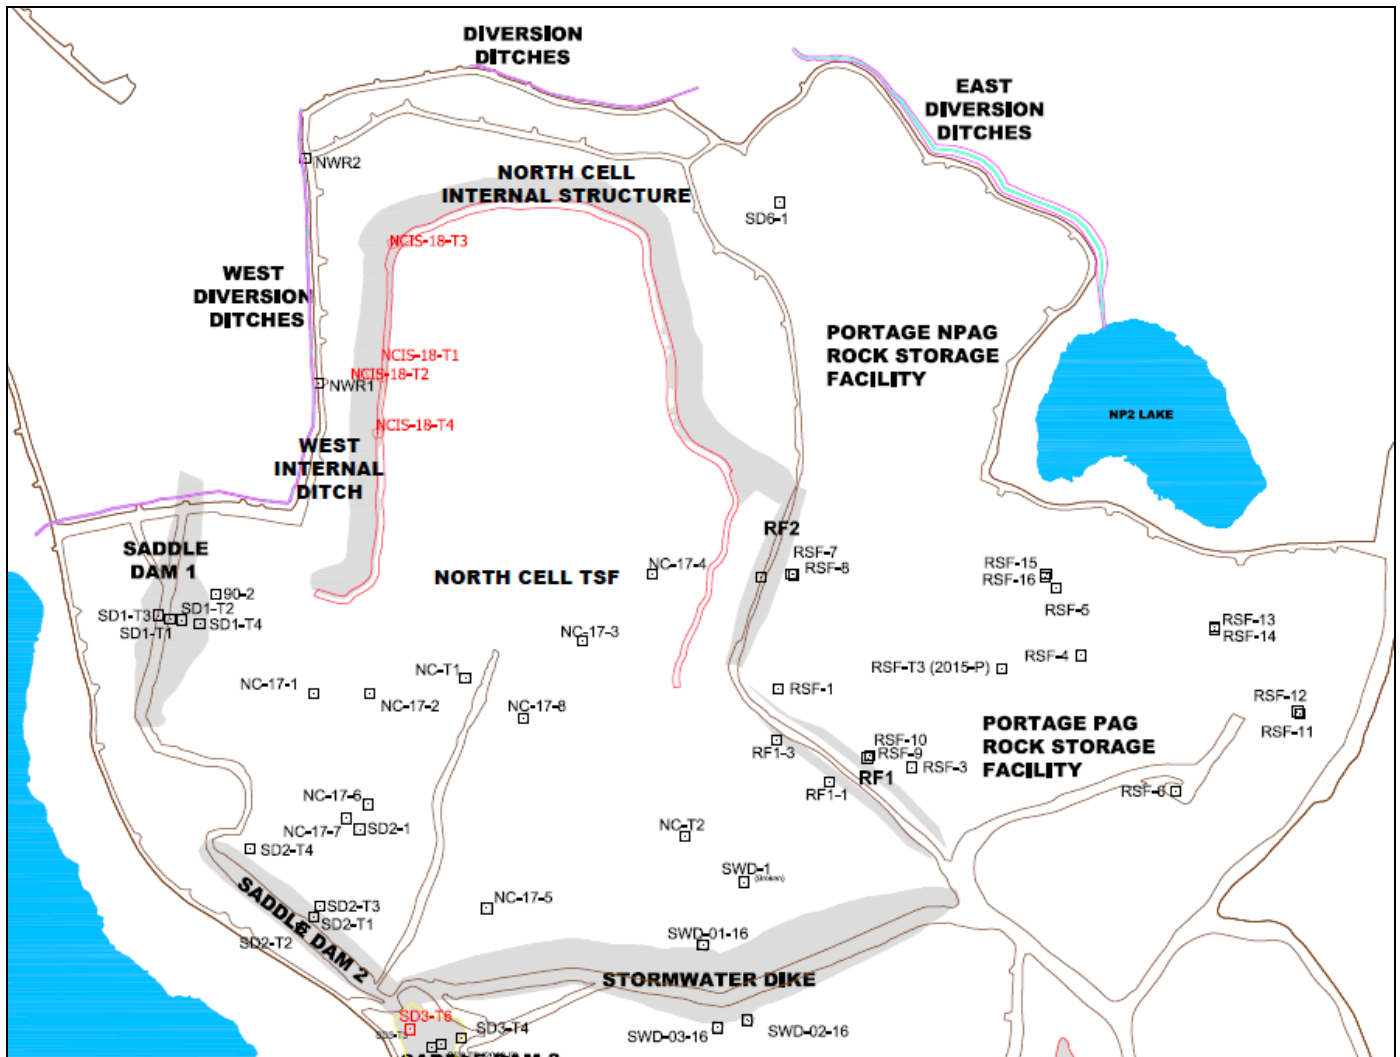 DIVERSION
DITCHES
EAST
DIVERSION
DITCHES
NWR2
NORTH CELL
INTERNAL STRUCTURE
SD6-1
NCIS-18-T3
WEST
DIVERSION
DITCHES
PORTAGE NPAG
ROCK STORAGE
FACILITY
NCIS-18-T1
NCIS-18-T2
NWR1
NP2 LAKE
NCIS-18-T4
WEST
INTERNAL
DITCH
RF2
SADDLE
DAM 1
NORTH CELL TSF
NC-17-4
RSF-7
RSF-8
RSF-15
RSF-16
RSF-5
90-2
SD1-T2
SD1-T3
SD1-T1
SD1-T4
NC-17-3
RSF-13
RSF-14
RSF-4
RSF-T3 (2015-P)
NC-T1
NC-17-1
NC-17-2
RSF-1
NC-17-8
RSF-12
RSF-11
PORTAGE PAG
ROCK STORAGE
FACILITY
RF1-3
RSF-10
RSF-9
RSF-3
RF1
RF1-1
RSF-6
NC-17-6
NC-17-7
SD2-1
NC-T2
SD2-T4
SWD-1
(Broken)
SADDLE DAM 2
SD2-T3
SD2-T1
SD2-T2
NC-17-5
SWD-01-16
STORMWATER DIKE
SD3-T6
SD3-T4
SWD-03-16
SWD-02-16